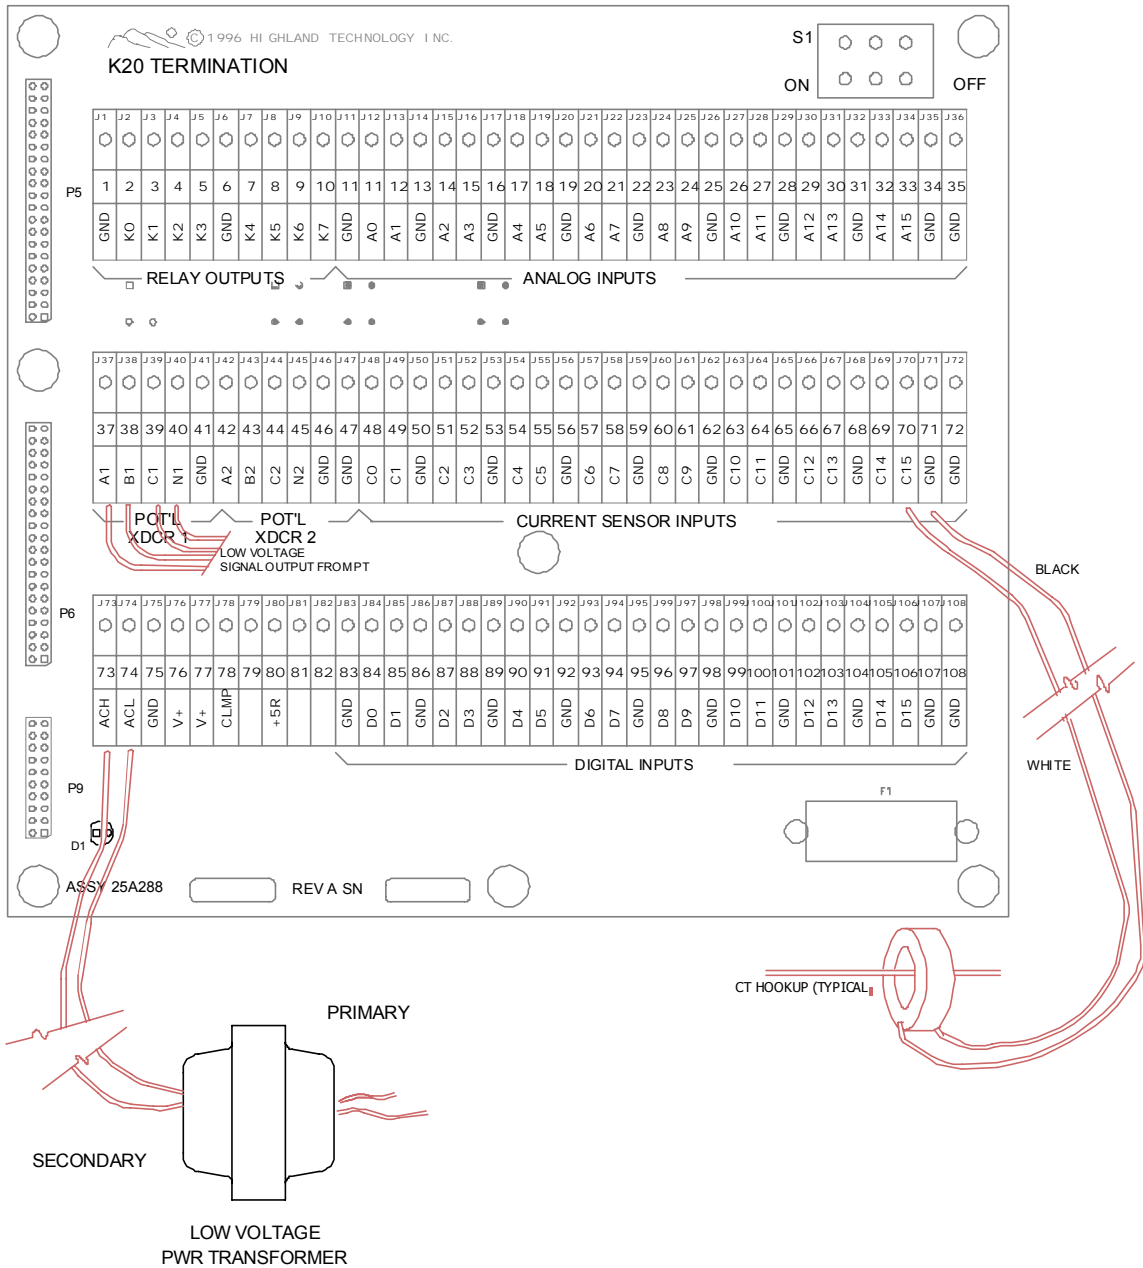 © 1996 HIGHLAND TECHNOLOGY INC.
K20 TERMINATION
S1
ON OFF
J1 J2 J3 J4 J5 J6 J7 J8 J9 J10 J11 J12 J13 J14 J15 J16 J17 J18 J19 J20 J21 J22 J23 J24 J25 J26 J27 J28 J29 J30 J31 J32 J33 J34 J35 J36
P5
1 2 3 4 5 6 7 8 9 10 11 11 12 13 14 15 16 17 18 19 20 21 22 23 24 25 26 27 28 29 30 31 32 33 34 35
GND K0 K1 K2 K3 GND K4 K5 K6 K7 GND A0 A1 GND A2 A3 GND A4 A5 GND A6 A7 GND A8 A9 GND A10 A11 GND A12 A13 GND A14 A15 GND GND
RELAY OUTPUTS ANALOG INPUTS
J37 J38 J39 J40 J41 J42 J43 J44 J45 J46 J47 J48 J49 J50 J51 J52 J53 J54 J55 J56 J57 J58 J59 J60 J61 J62 J63 J64 J65 J66 J67 J68 J69 J70 J71 J72
37 38 39 40 41 42 43 44 45 46 47 48 49 50 51 52 53 54 55 56 57 58 59 60 61 62 63 64 65 66 67 68 69 70 71 72
A1 B1 C1 N1 GND A2 B2 C2 N2 GND GND C0 C1 GND C2 C3 GND C4 C5 GND C6 C7 GND C8 C9 GND C10 C11 GND C12 C13 GND C14 C15 GND GND
POT'L XDCR 1
POT'L XDCR 2
CURRENT SENSOR INPUTS
LOW VOLTAGE
SIGNAL OUTPUT FROM PT
BLACK
P6
J73 J74 J75 J76 J77 J78 J79 J80 J81 J82 J83 J84 J85 J86 J87 J88 J89 J90 J91 J92 J93 J94 J95 J99 J97 J98 J99 J100 J101 J102 J103 J104 J105 J106 J107 J108
73 74 75 76 77 78 79 80 81 82 83 84 85 86 87 88 89 90 91 92 93 94 95 96 97 98 99 100 101 102 103 104 105 106 107 108
ACH ACL GND V+ V+ CLMP +5R GND D0 D1 GND D2 D3 GND D4 D5 GND D6 D7 GND D8 D9 GND D10 D11 GND D12 D13 GND D14 D15 GND GND
DIGITAL INPUTS
WHITE
P9
F1
D1
ASSY 25A288 REV A SN
CT HOOKUP (TYPICAL
PRIMARY
SECONDARY
LOW VOLTAGE
PWR TRANSFORMER